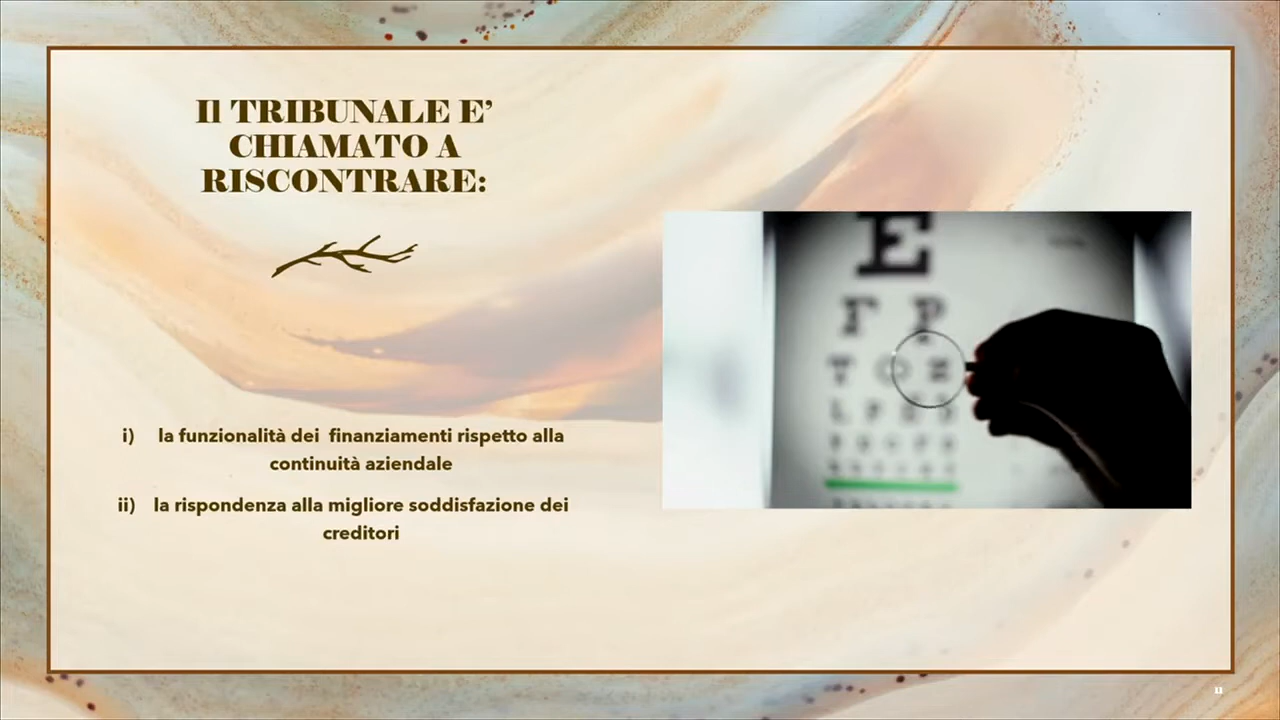 Il TRIBUNALE E’
CHIAMATO A
RISCONTRARE:
i) la funzionalità dei finanziamenti rispetto alla
continuità aziendale
ii) la rispondenza alla migliore soddisfazione dei
creditori
E